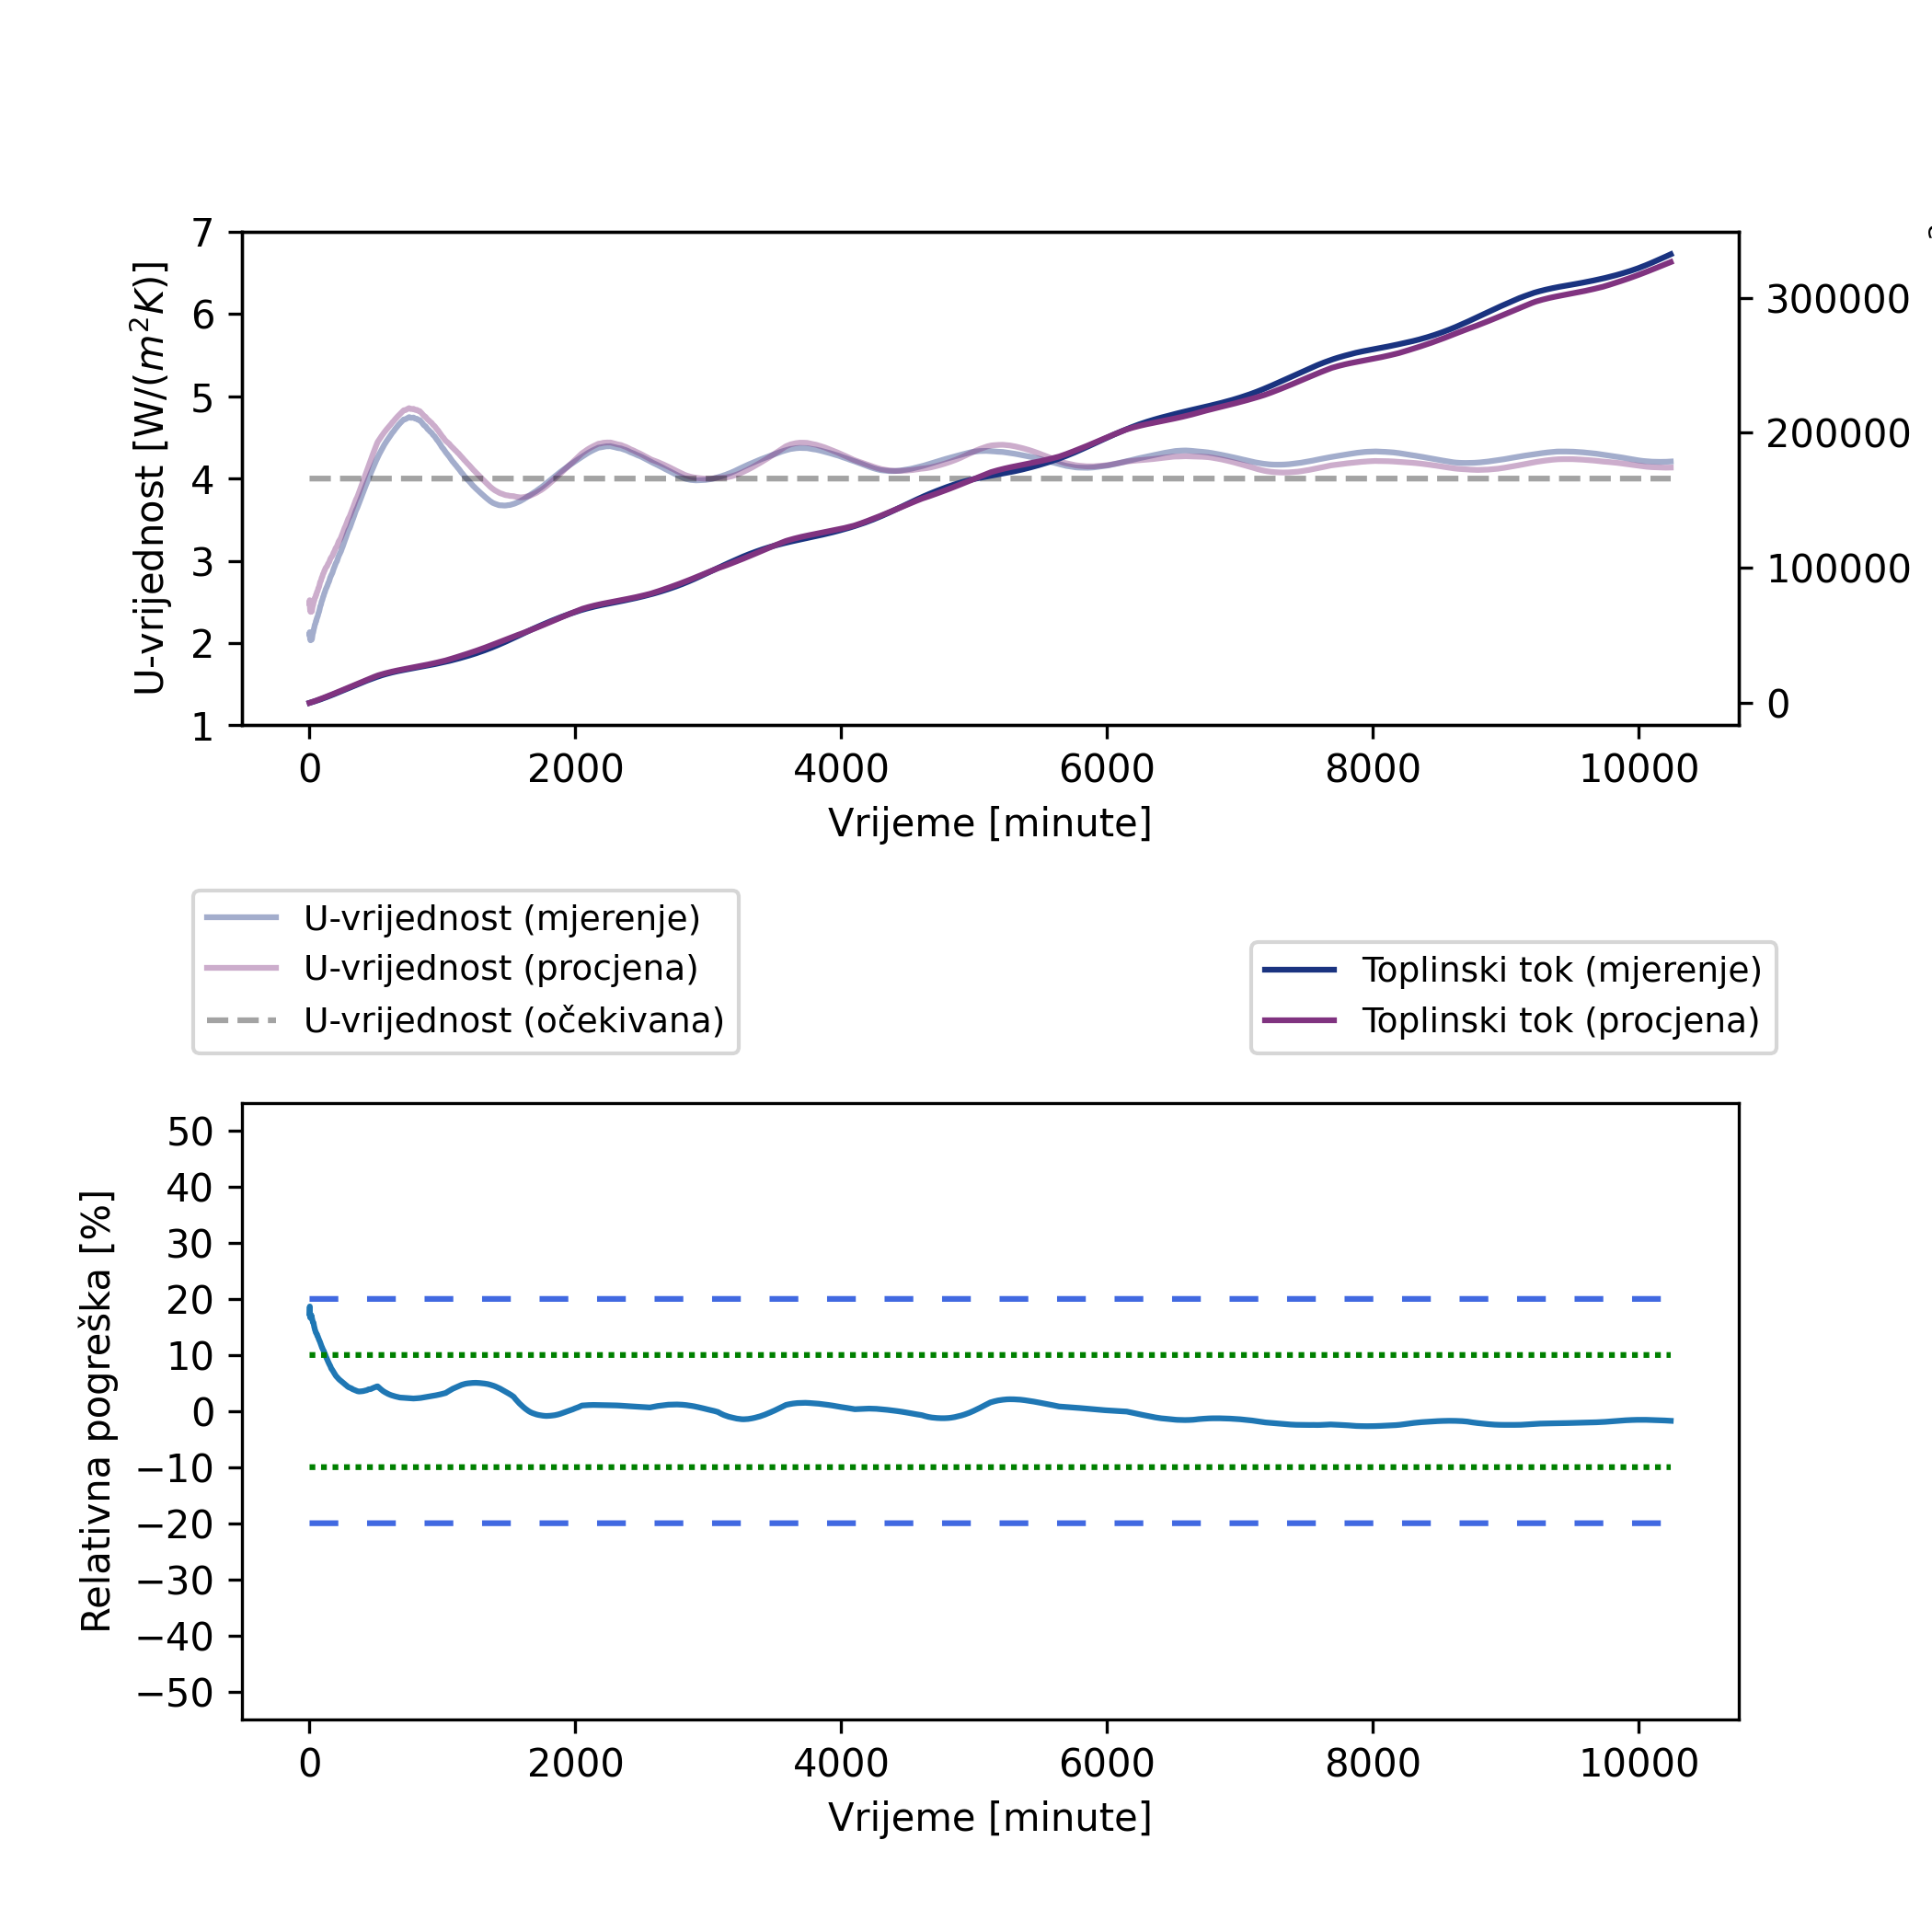 7
6
5
4
3
2
1
U-vrijednost [W/(m²K)]
300000
200000
100000
0
0 2000 4000 6000 8000 10000
Vrijeme [minute]
U-vrijednost (mjerenje)
U-vrijednost (procjena)
U-vrijednost (očekivana)
Toplinski tok (mjerenje)
Toplinski tok (procjena)
50
40
30
20
10
0
−10
−20
−30
−40
−50
Relativna pogreška [%]
0 2000 4000 6000 8000 10000
Vrijeme [minute]